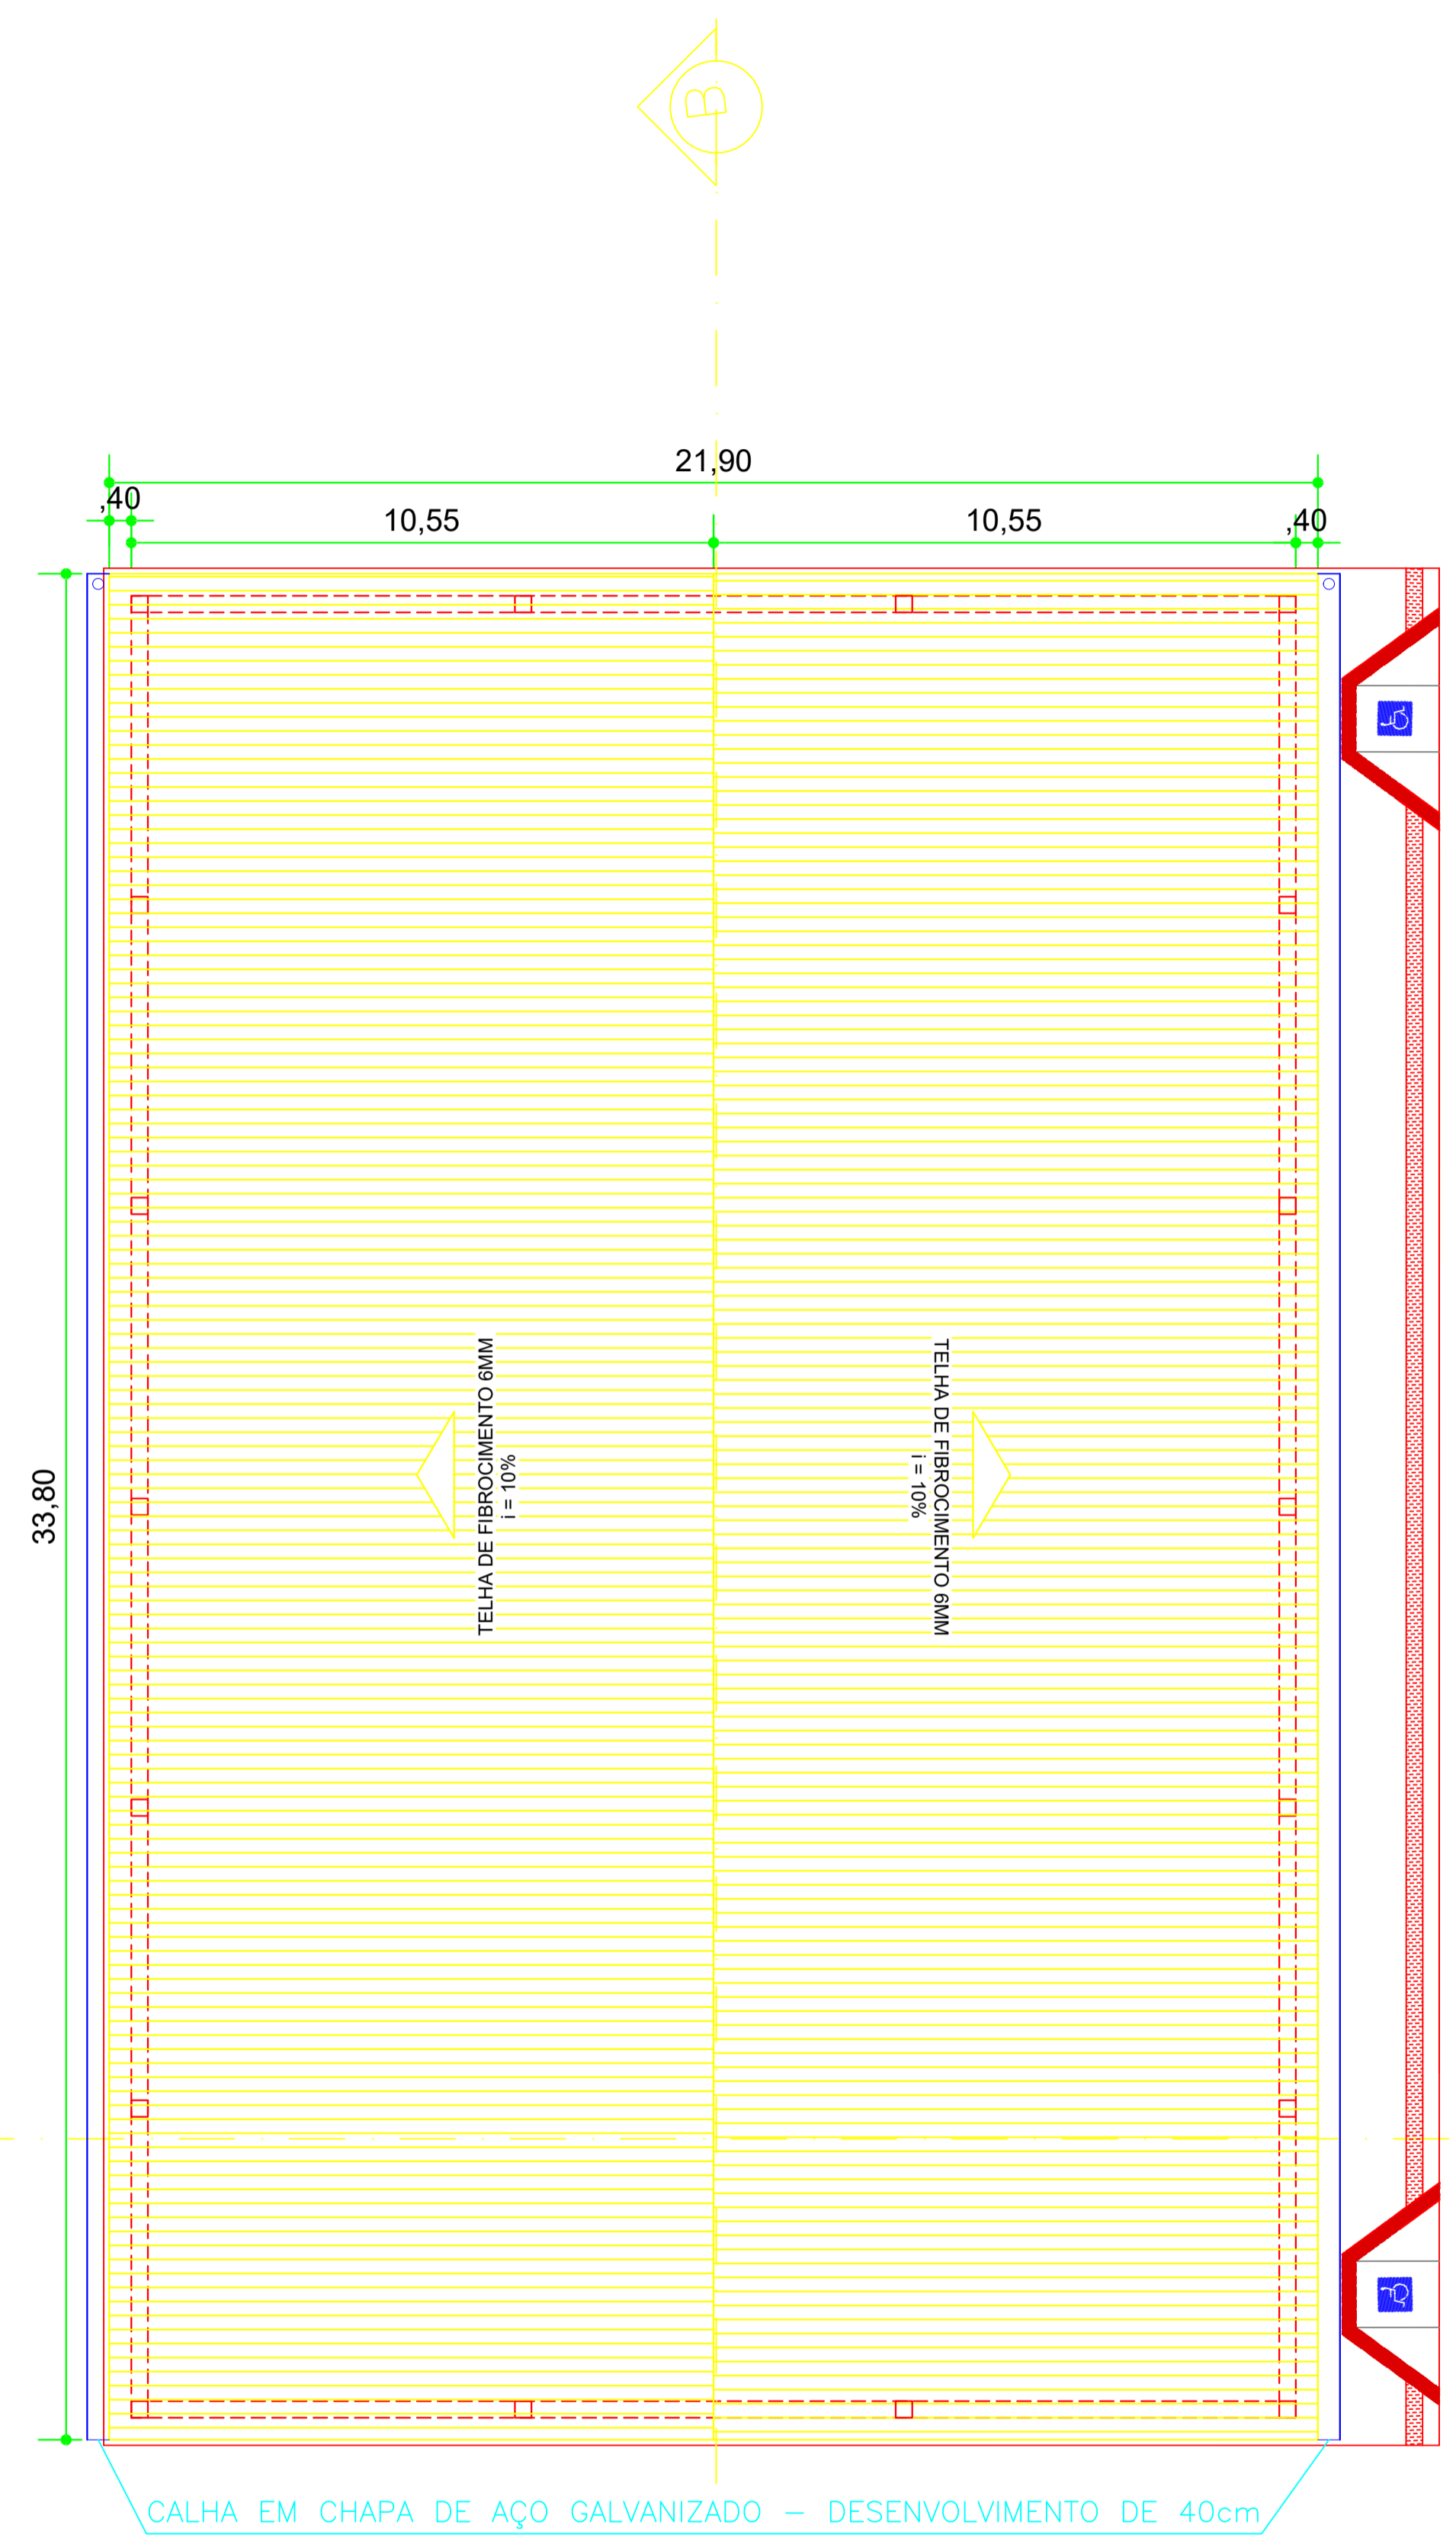 B
21,90
,40
10,55
10,55
,40
33,80
TELHA DE FIBROCIMENTO 6MM
i = 10%
TELHA DE FIBROCIMENTO 6MM
i = 10%
CALHA EM CHAPA DE AÇO GALVANIZADO - DESENVOLVIMENTO DE 40cm